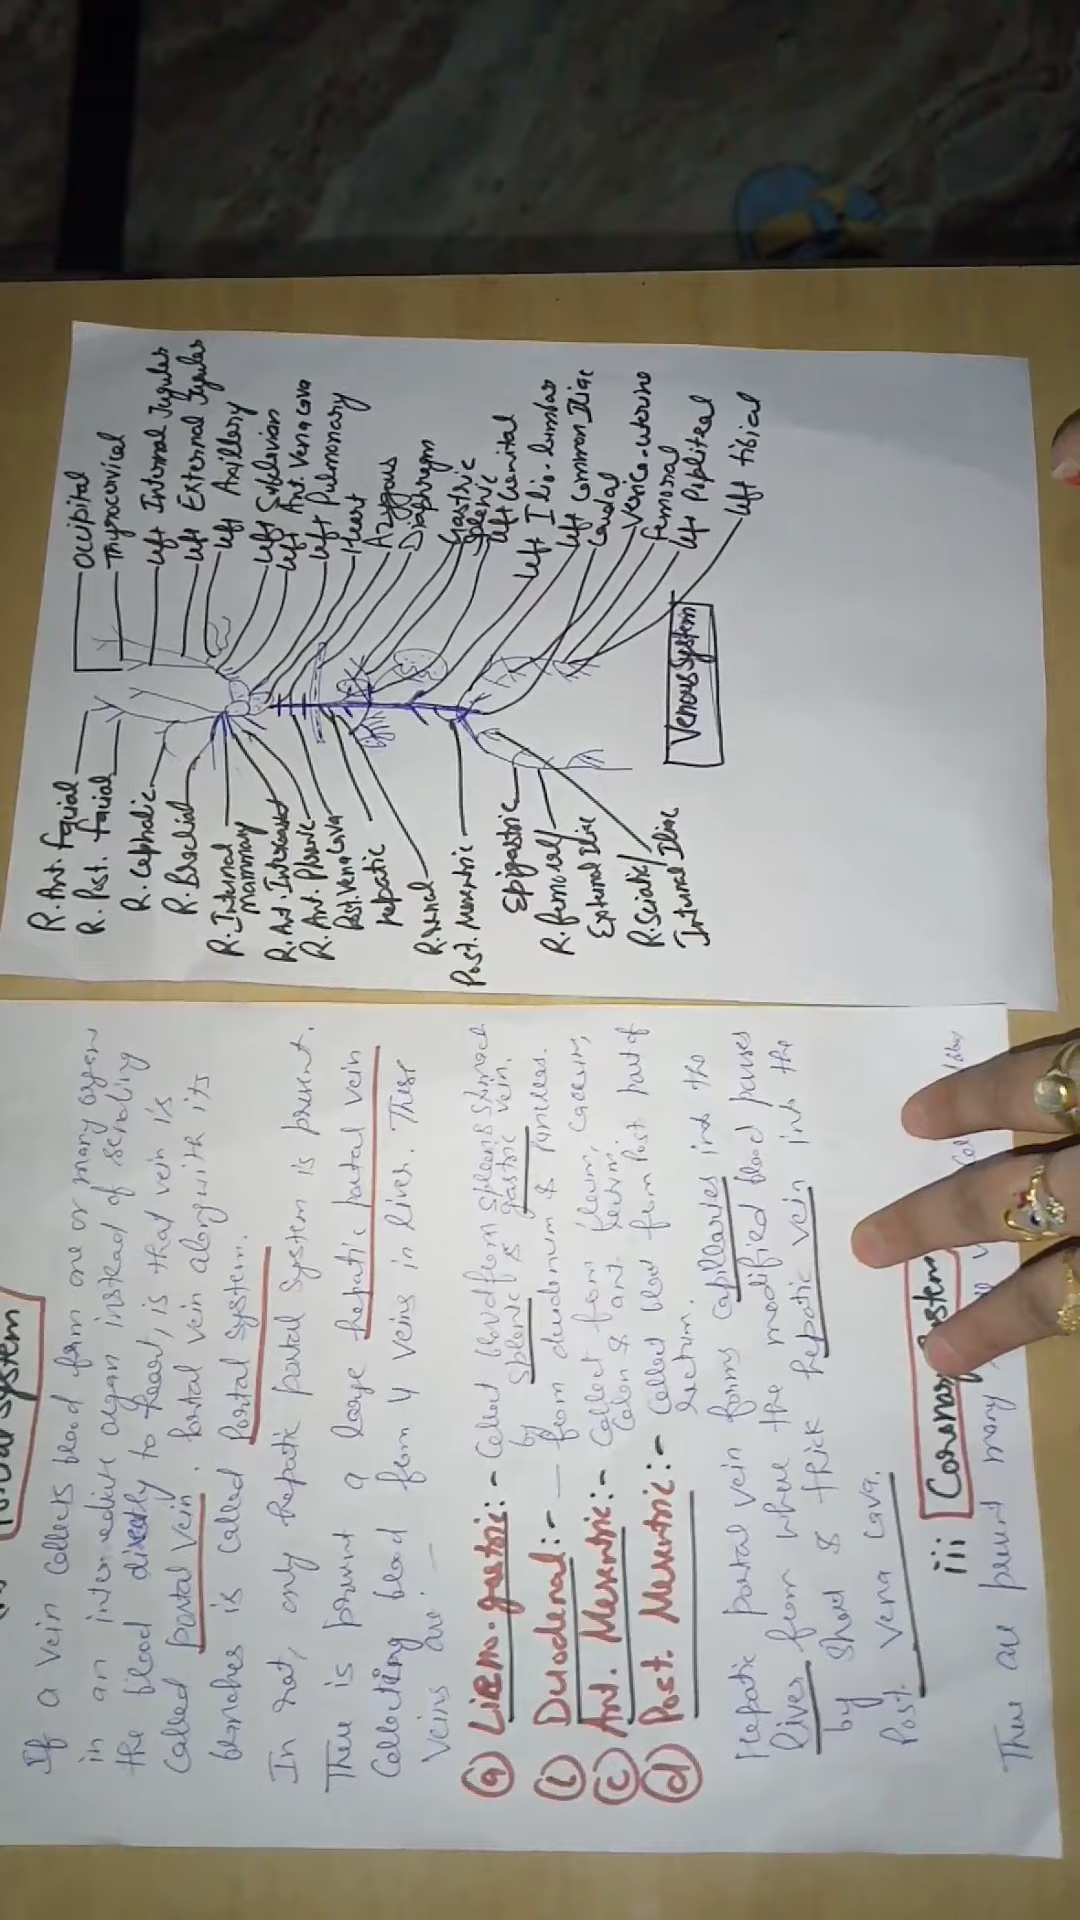 Portal System
If a vein collects blood form one or many organ
in an intermediate organ instead of sending
the blood directly to heart, is that vein is
called portal vein. Portal vein alongwith its
branches is called Portal System.
In rat, only hepatic portal System is present.
There is present a large hepatic portal vein
Collecting blood from 4 veins in liver. These
veins are: —
(a) Lieno-gastric:- Collect blood from spleen & stomach
by splenic & gastric vein.
Duodenal:- — from duodenum & Pancreas.
(c) Ant. Mesentric:- Collect from ileum, caecum,
Colon & ant. rectum
(d) Post. Mesentric:- Collect blood from Post part of
rectum.
Hepatic portal vein forms capillaries into the
liver from where the modified blood passes
by short & thick hepatic vein into the
Post. vena cava.
iii Coronary System
There are present many
R. Ant. facial
R. Post. facial
R. Cephalic
R. Brachial
R. Internal
mammary
R. Ant. Intercostal
R. Ant. Phrenic
Post. Vena Cava
Hepatic
R. renal
Post. Mesentric
Epigastric
R. femoral
External Iliac
R. Sciatic
Internal Iliac
Occipital
Thyrocervical
left Internal Jugular
left External Jugular
left Axillary
left Subclavian
left Ant. Vena Cava
left Pulmonary
Heart
Azygous
Diaphragm
Gastric
Splenic
left Genital
left Ilio-lumbar
left Common Iliac
Caudal
Vesico-uterine
Femoral
left Popliteal
left tibial
Venous System